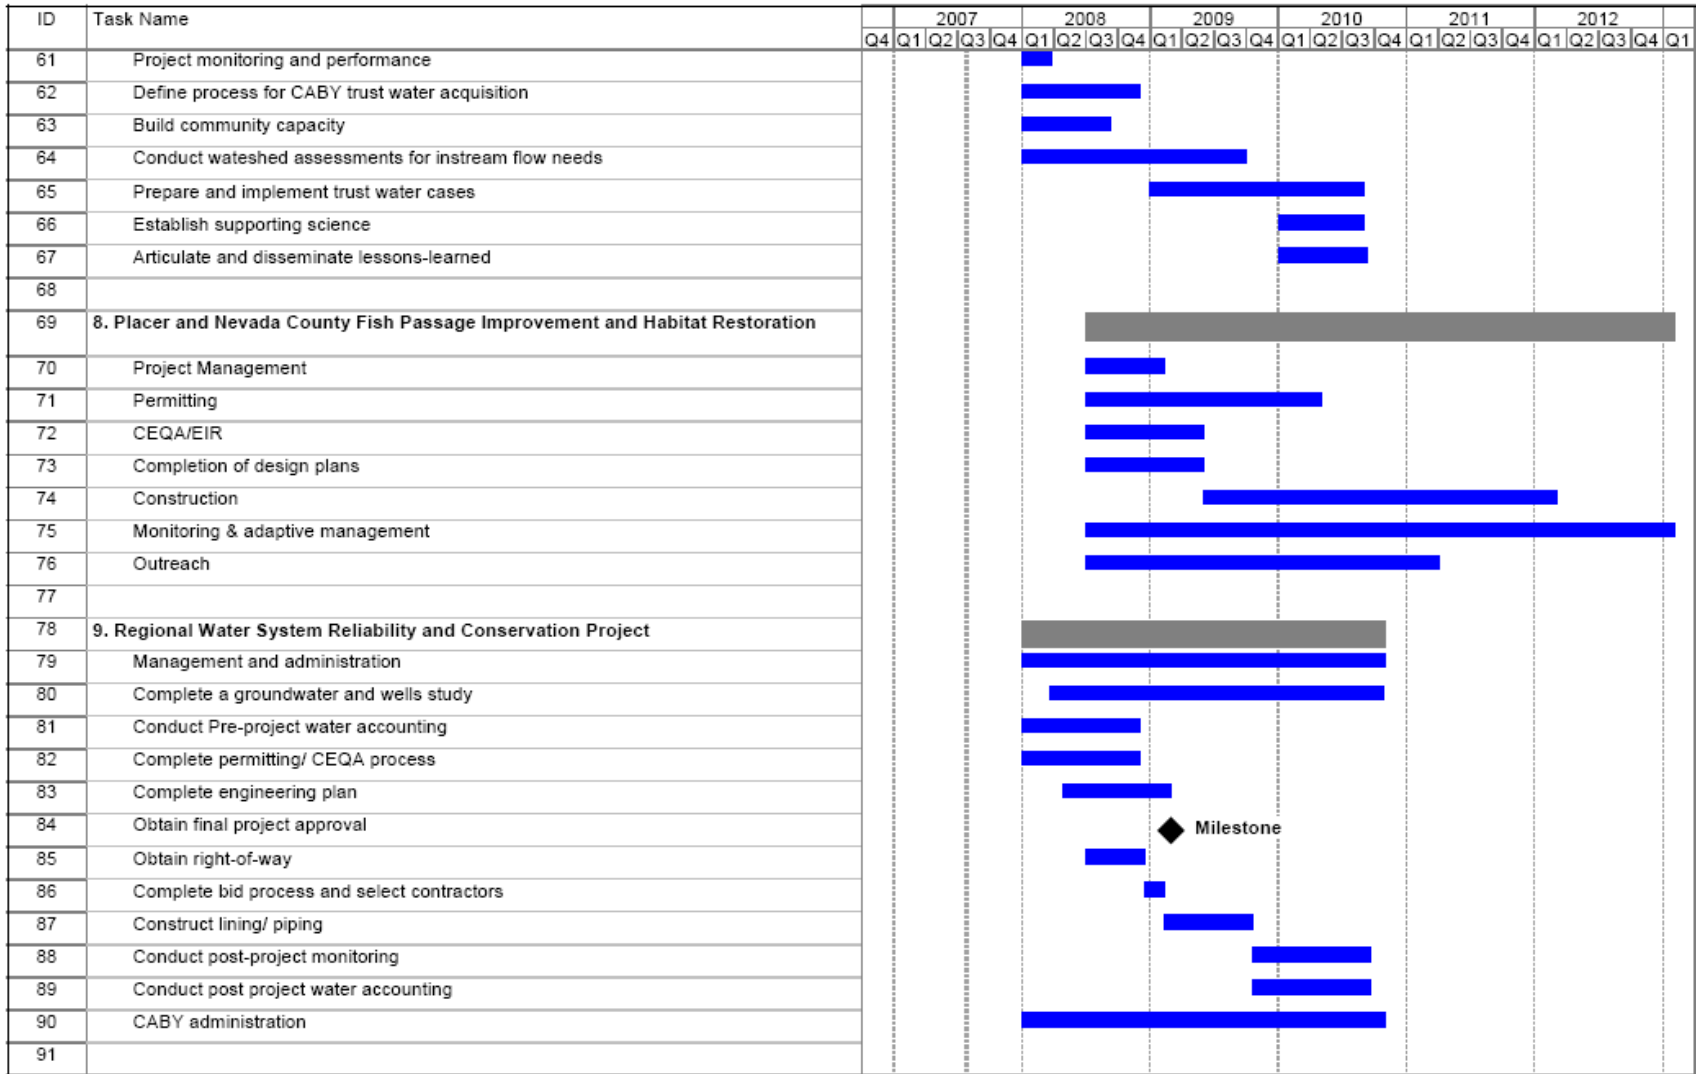 ID Task Name 2007 2008 2009 2010 2011 2012
Q4 Q1 Q2 Q3 Q4 Q1 Q2 Q3 Q4 Q1 Q2 Q3 Q4 Q1 Q2 Q3 Q4 Q1 Q2 Q3 Q4 Q1 Q2 Q3 Q4 Q1
61 Project monitoring and performance
62 Define process for CABY trust water acquisition
63 Build community capacity
64 Conduct wateshed assessments for instream flow needs
65 Prepare and implement trust water cases
66 Establish supporting science
67 Articulate and disseminate lessons-learned
68
69 8. Placer and Nevada County Fish Passage Improvement and Habitat Restoration
70 Project Management
71 Permitting
72 CEQA/EIR
73 Completion of design plans
74 Construction
75 Monitoring & adaptive management
76 Outreach
77
78 9. Regional Water System Reliability and Conservation Project
79 Management and administration
80 Complete a groundwater and wells study
81 Conduct Pre-project water accounting
82 Complete permitting/ CEQA process
83 Complete engineering plan
84 Obtain final project approval Milestone
85 Obtain right-of-way
86 Complete bid process and select contractors
87 Construct lining/ piping
88 Conduct post-project monitoring
89 Conduct post project water accounting
90 CABY administration
91